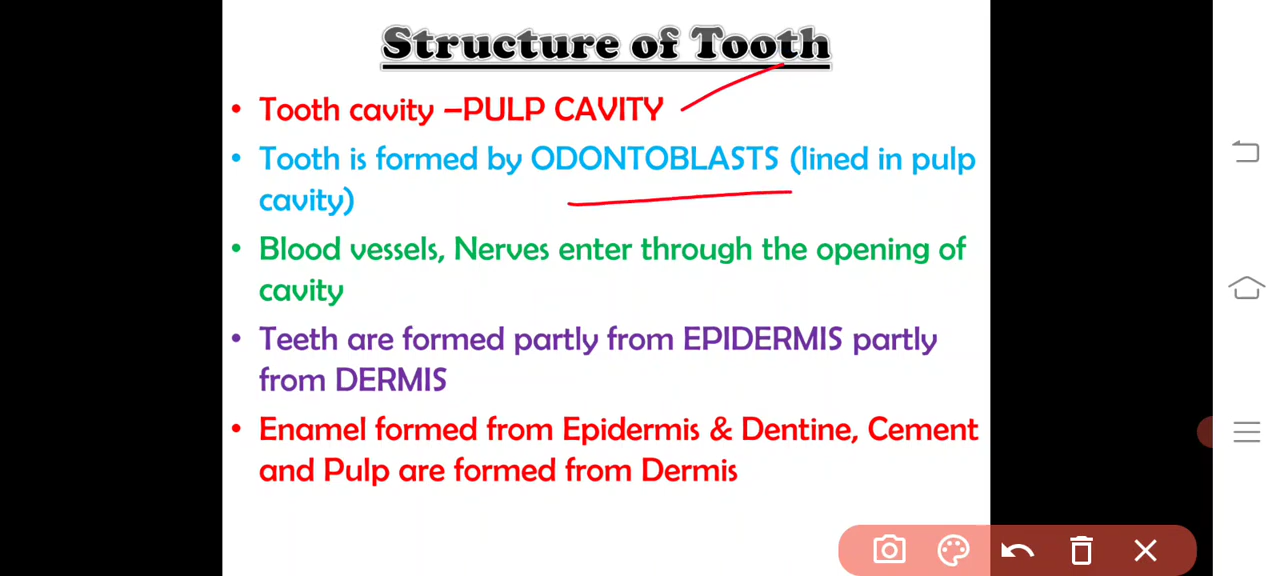 Structure of Tooth
• Tooth cavity –PULP CAVITY
• Tooth is formed by ODONTOBLASTS (lined in pulp
cavity)
• Blood vessels, Nerves enter through the opening of
cavity
• Teeth are formed partly from EPIDERMIS partly
from DERMIS
• Enamel formed from Epidermis & Dentine, Cement
and Pulp are formed from Dermis